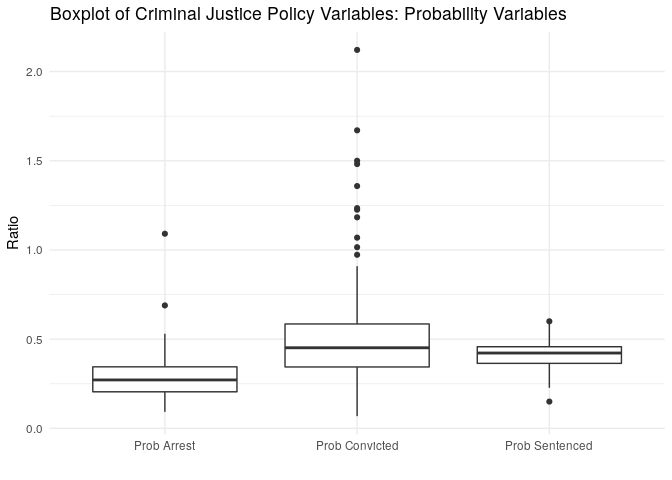 Boxplot of Criminal Justice Policy Variables: Probability Variables
2.0
1.5
1.0
0.5
0.0
Ratio
Prob Arrest
Prob Convicted
Prob Sentenced